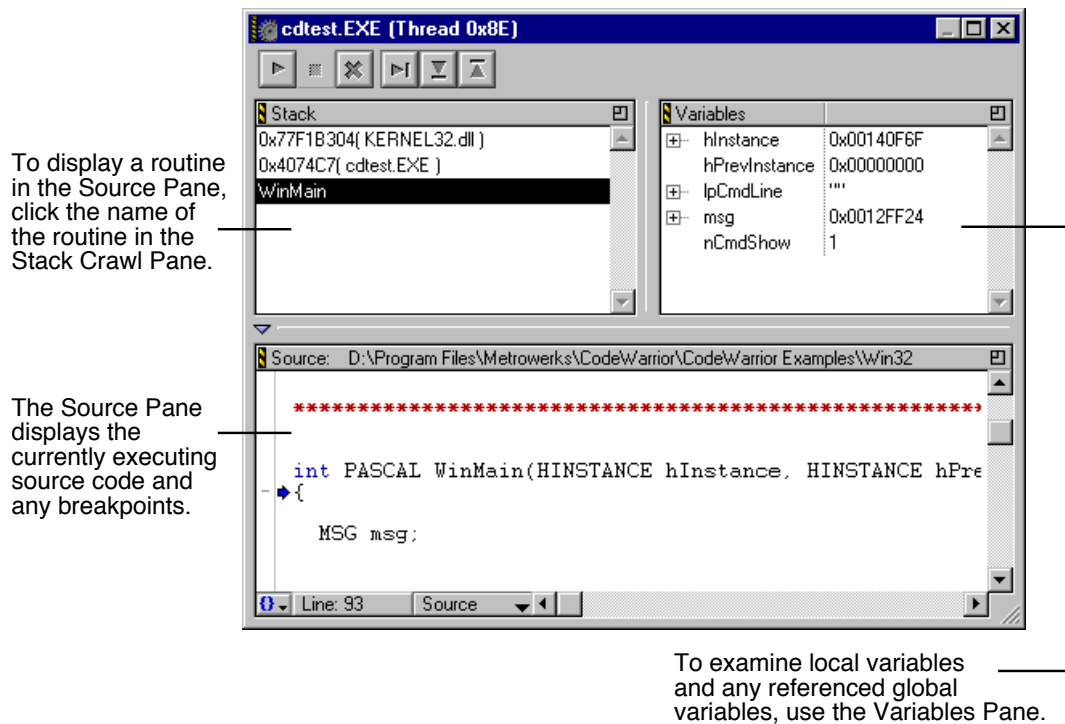 cdtest.EXE (Thread 0x8E)
Stack
0x77F1B304( KERNEL32.dll )
0x4074C7( cdtest.EXE )
WinMain
Variables
hInstance 0x00140F6F
hPrevInstance 0x00000000
lpCmdLine ""
msg 0x0012FF24
nCmdShow 1
To display a routine
in the Source Pane,
click the name of
the routine in the
Stack Crawl Pane.
Source: D:\Program Files\Metrowerks\CodeWarrior\CodeWarrior Examples\Win32
******************************************************
int PASCAL WinMain(HINSTANCE hInstance, HINSTANCE hPre
{
MSG msg;
The Source Pane
displays the
currently executing
source code and
any breakpoints.
{} Line: 93 Source
To examine local variables
and any referenced global
variables, use the Variables Pane.